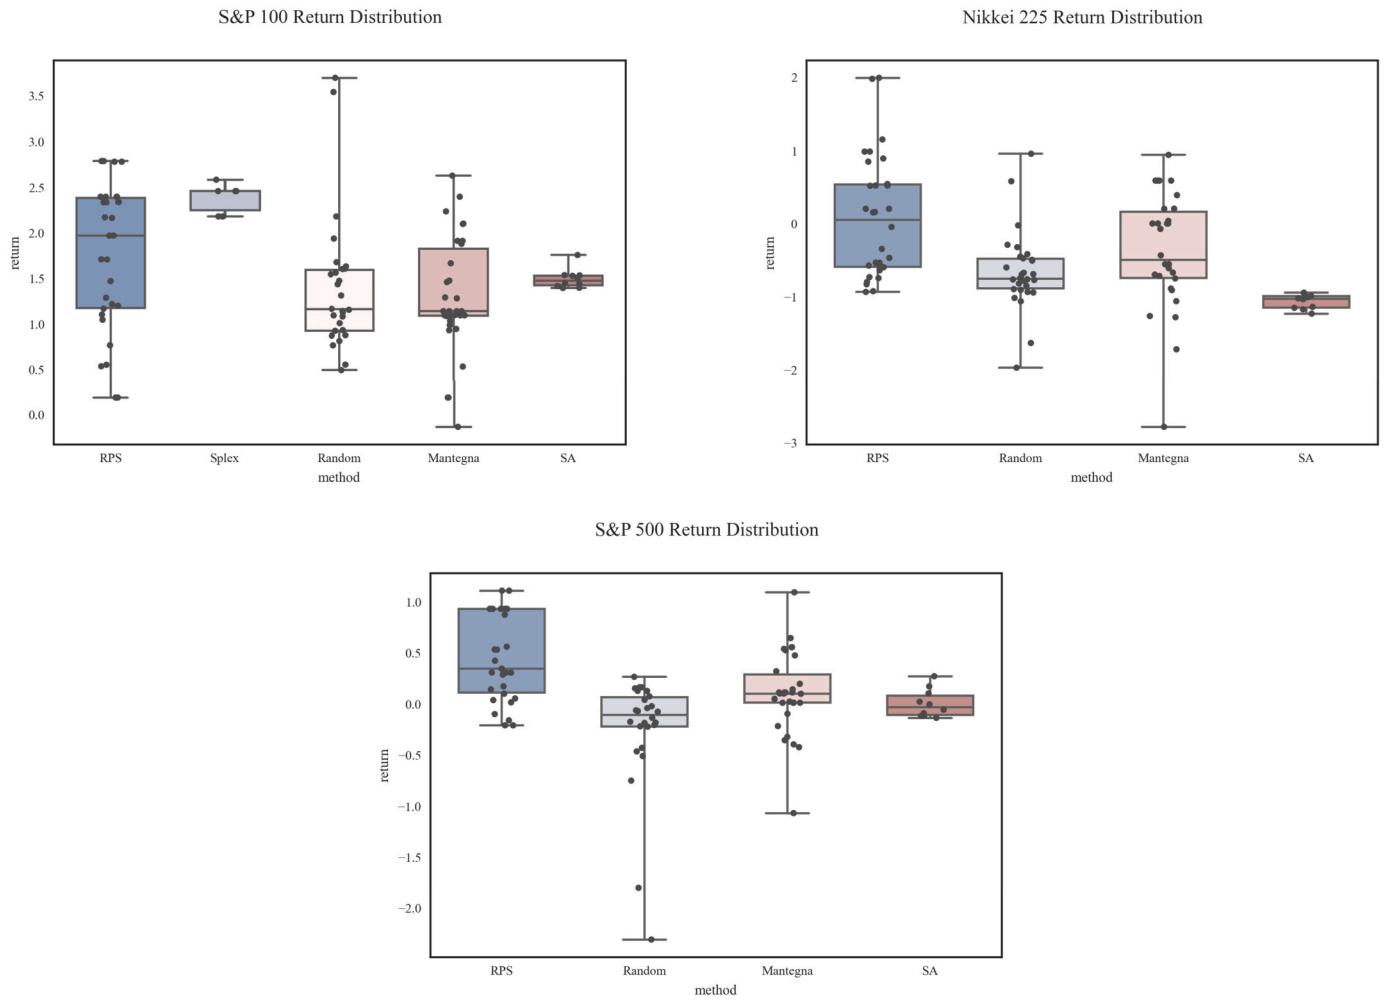 S&P 100 Return Distribution
3.5
3.0
2.5
2.0
1.5
1.0
0.5
0.0
return
RPS
Splex
Random
Mantegna
SA
method
Nikkei 225 Return Distribution
2
1
0
−1
−2
−3
return
RPS
Random
Mantegna
SA
method
S&P 500 Return Distribution
1.0
0.5
0.0
−0.5
−1.0
−1.5
−2.0
return
RPS
Random
Mantegna
SA
method